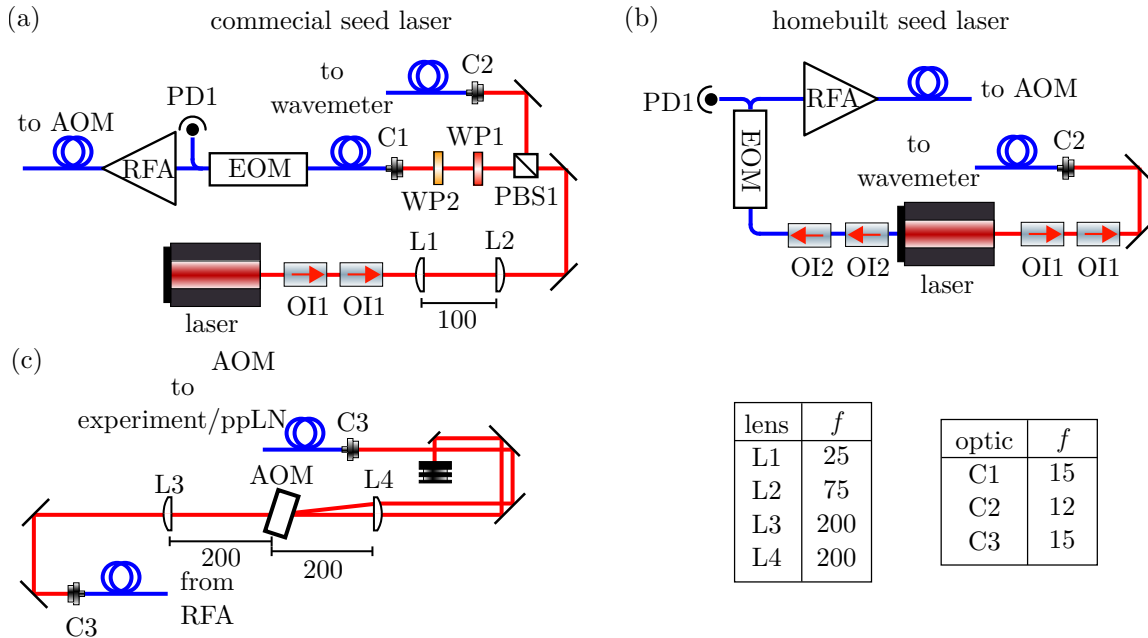 (a)
commecial seed laser
to
wavemeter
C2
PD1
to AOM
RFA
EOM
C1
WP1
WP2
PBS1
L1
L2
OI1
OI1
laser
100
(b)
homebuilt seed laser
PD1
RFA
to AOM
EOM
to
wavemeter
C2
OI2
OI2
OI1
OI1
laser
(c)
AOM
to
experiment/ppLN
C3
AOM
L3
L4
200
200
from
RFA
C3
lens f
L1 25
L2 75
L3 200
L4 200
optic f
C1 15
C2 12
C3 15